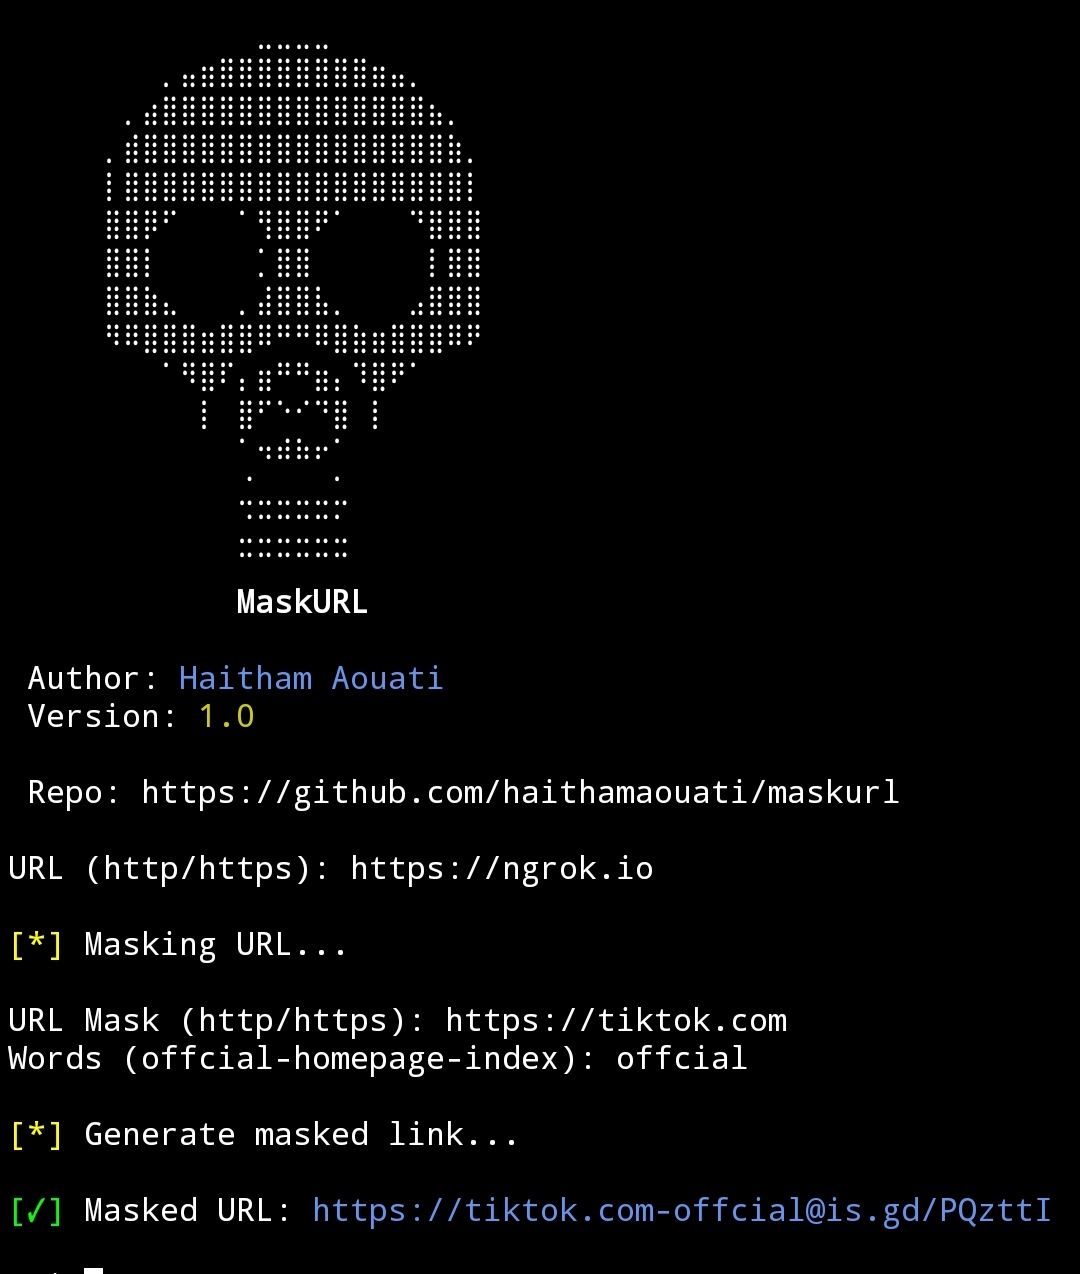 MaskURL
Author: Haitham Aouati
Version: 1.0
Repo: https://github.com/haithamaouati/maskurl
URL (http/https): https://ngrok.io
[*] Masking URL...
URL Mask (http/https): https://tiktok.com
Words (offcial-homepage-index): offcial
[*] Generate masked link...
[✓] Masked URL: https://tiktok.com-offcial@is.gd/PQzttI